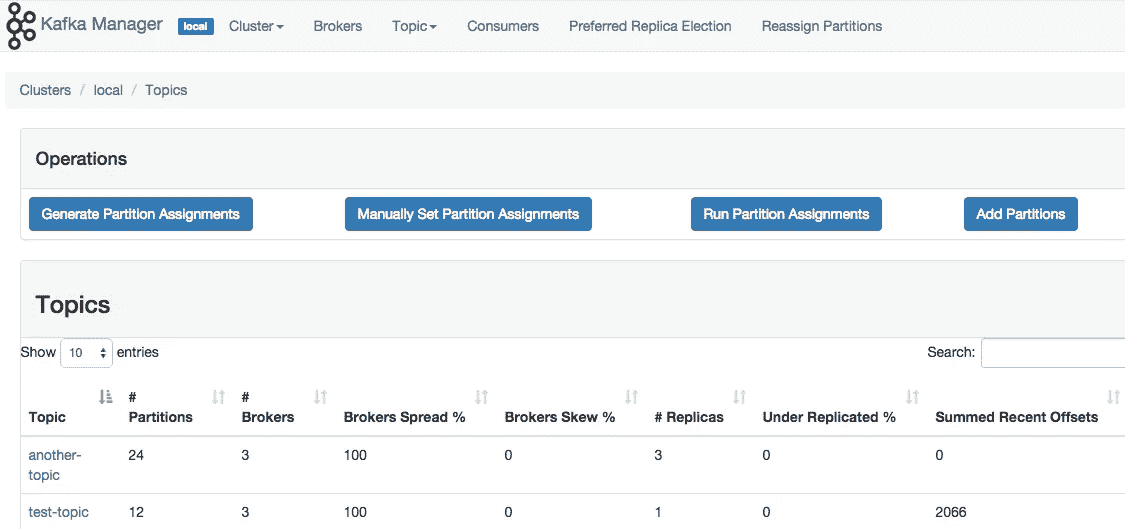 Kafka Manager local Cluster Brokers Topic Consumers Preferred Replica Election Reassign Partitions
Clusters / local / Topics
Operations
Generate Partition Assignments Manually Set Partition Assignments Run Partition Assignments Add Partitions
Topics
Show 10 entries Search:
Topic # Partitions # Brokers Brokers Spread % Brokers Skew % # Replicas Under Replicated % Summed Recent Offsets
another-topic 24 3 100 0 3 0 0
test-topic 12 3 100 0 1 0 2066